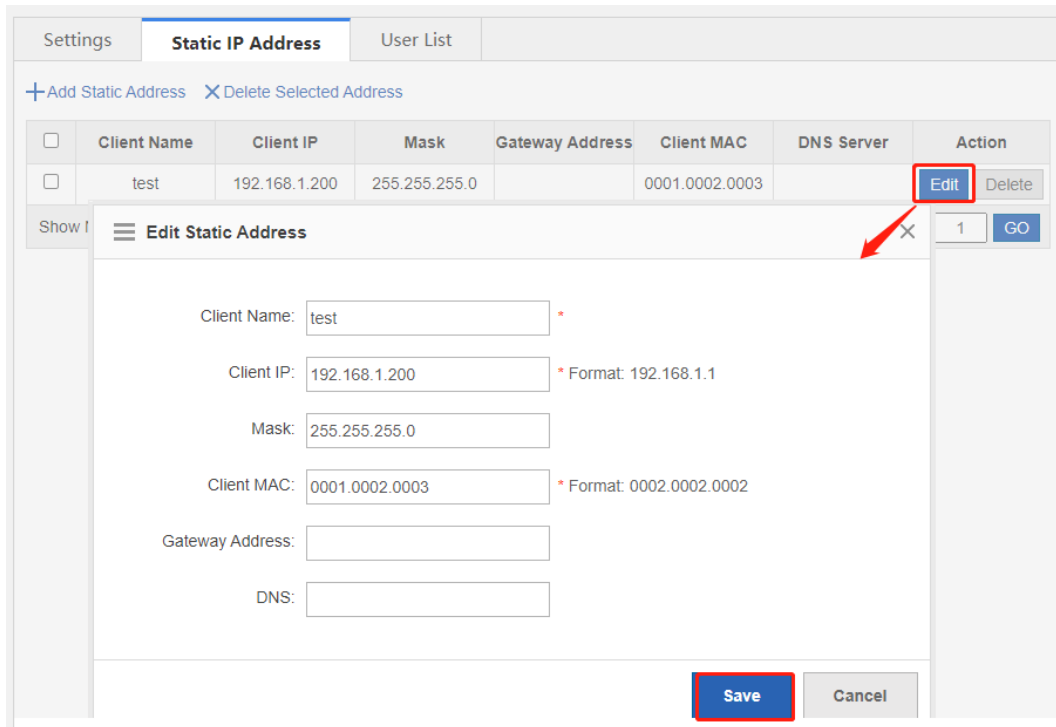 Settings Static IP Address User List
Add Static Address Delete Selected Address
Client Name Client IP Mask Gateway Address Client MAC DNS Server Action
test 192.168.1.200 255.255.255.0 0001.0002.0003 Edit Delete
Show 1 GO
Edit Static Address
Client Name: test *
Client IP: 192.168.1.200 * Format: 192.168.1.1
Mask: 255.255.255.0
Client MAC: 0001.0002.0003 * Format: 0002.0002.0002
Gateway Address:
DNS:
Save Cancel